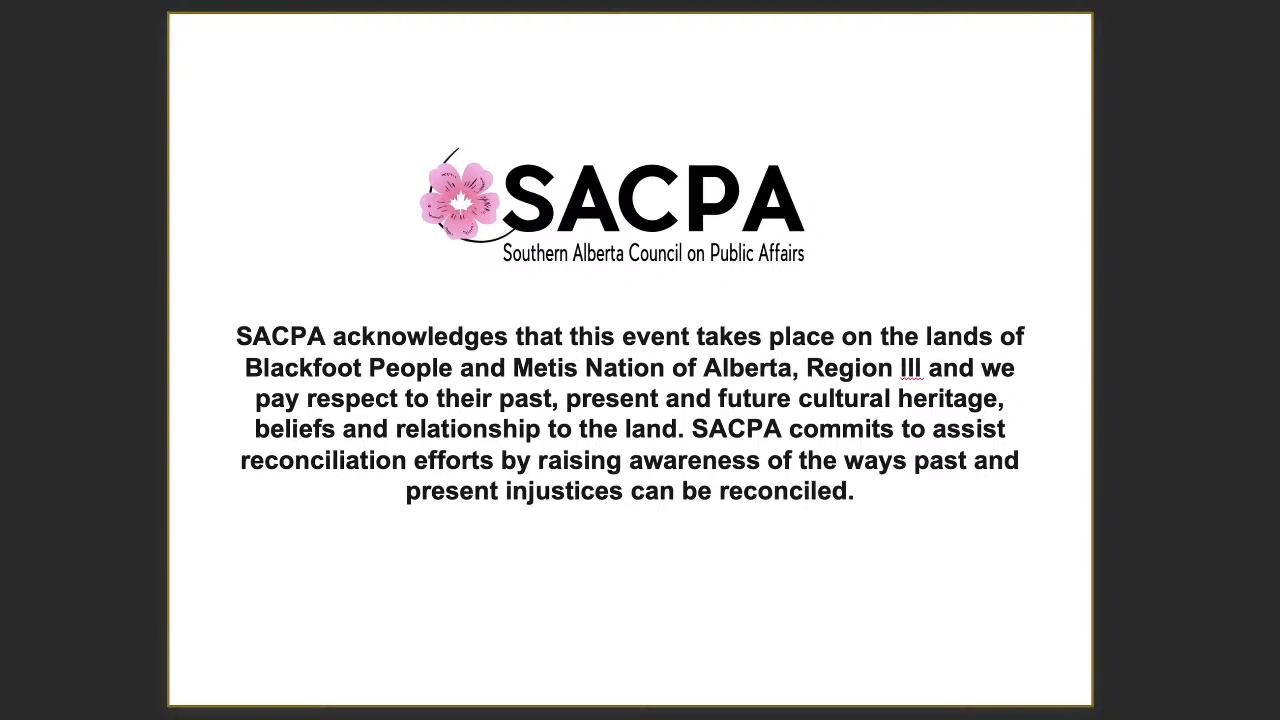 SACPA
Southern Alberta Council on Public Affairs
SACPA acknowledges that this event takes place on the lands of
Blackfoot People and Metis Nation of Alberta, Region III and we
pay respect to their past, present and future cultural heritage,
beliefs and relationship to the land. SACPA commits to assist
reconciliation efforts by raising awareness of the ways past and
present injustices can be reconciled.